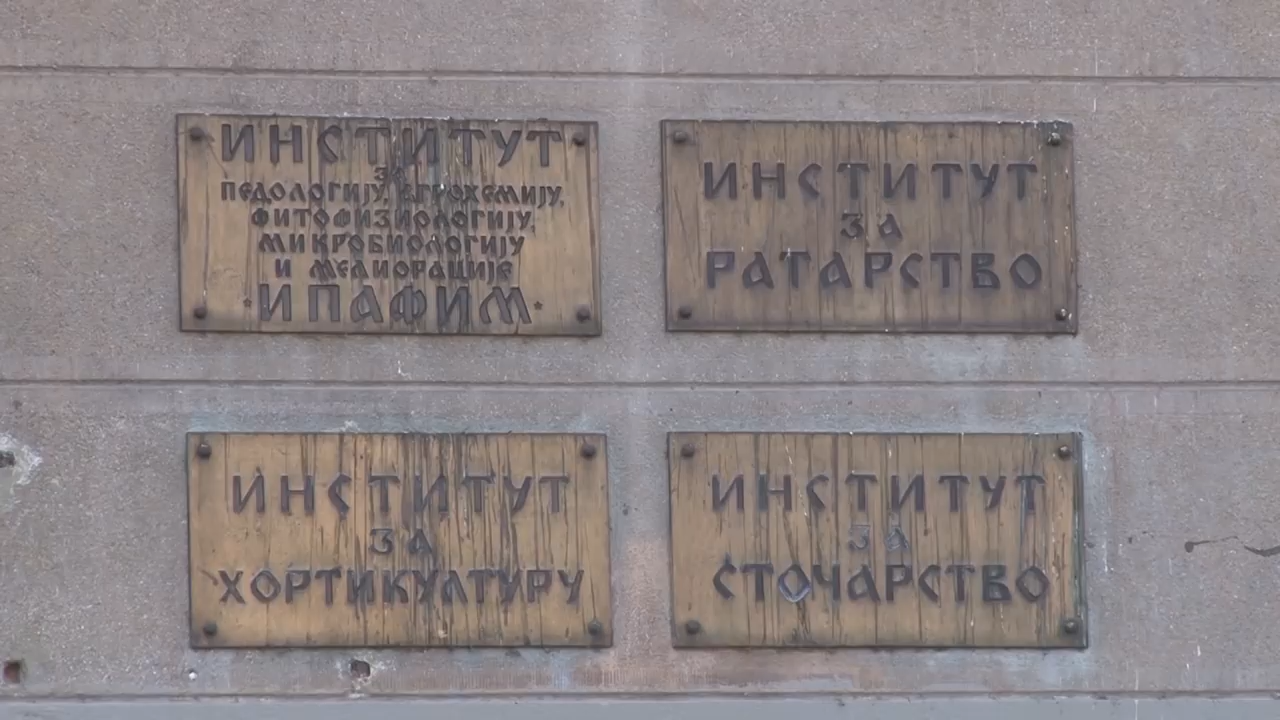 ИНСТИТУТ
ЗА
ПЕДОЛОГИЈУ, АГРОХЕМИЈУ,
ФИТОФИЗИОЛОГИЈУ,
МИКРОБИОЛОГИЈУ
И МЕЛИОРАЦИЈЕ
*ИПАФИМ*
ИНСТИТУТ
ЗА
РАТАРСТВО
ИНСТИТУТ
ЗА
ХОРТИКУЛТУРУ
ИНСТИТУТ
ЗА
СТОЧАРСТВО